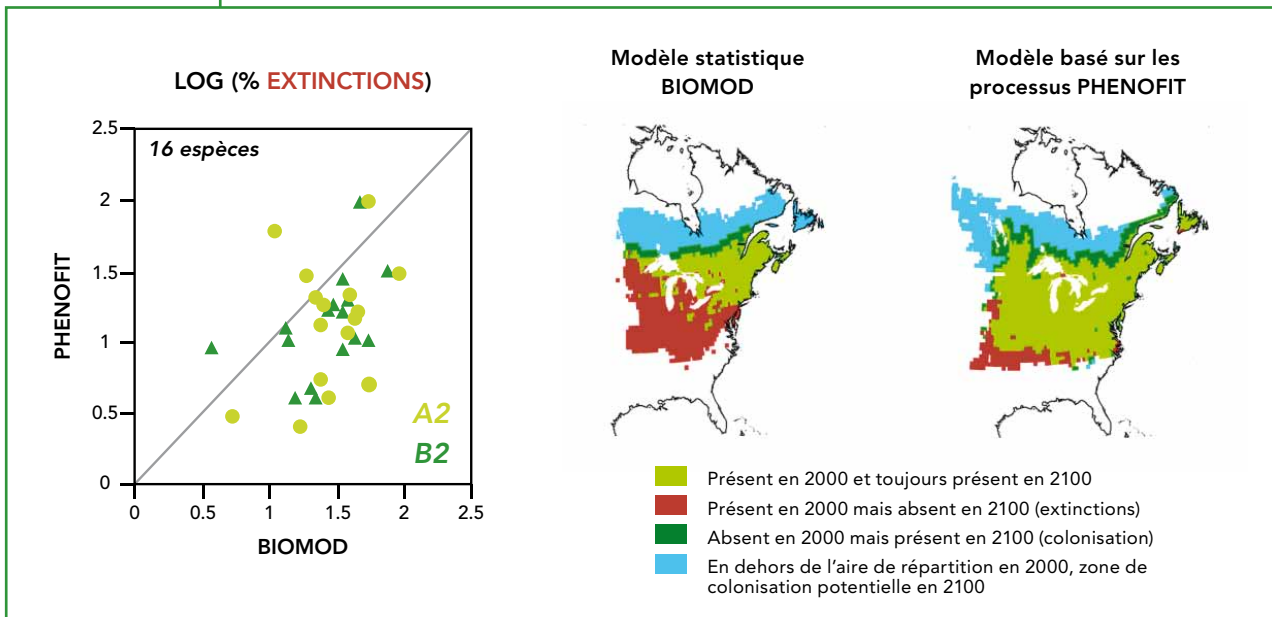 LOG (% EXTINCTIONS)
16 espèces
PHENOFIT
2.5
2
1.5
1
0.5
0
A2
B2
0 0.5 1 1.5 2 2.5
BIOMOD
Modèle statistique
BIOMOD
Modèle basé sur les
processus PHENOFIT
Présent en 2000 et toujours présent en 2100
Présent en 2000 mais absent en 2100 (extinctions)
Absent en 2000 mais présent en 2100 (colonisation)
En dehors de l'aire de répartition en 2000, zone de
colonisation potentielle en 2100